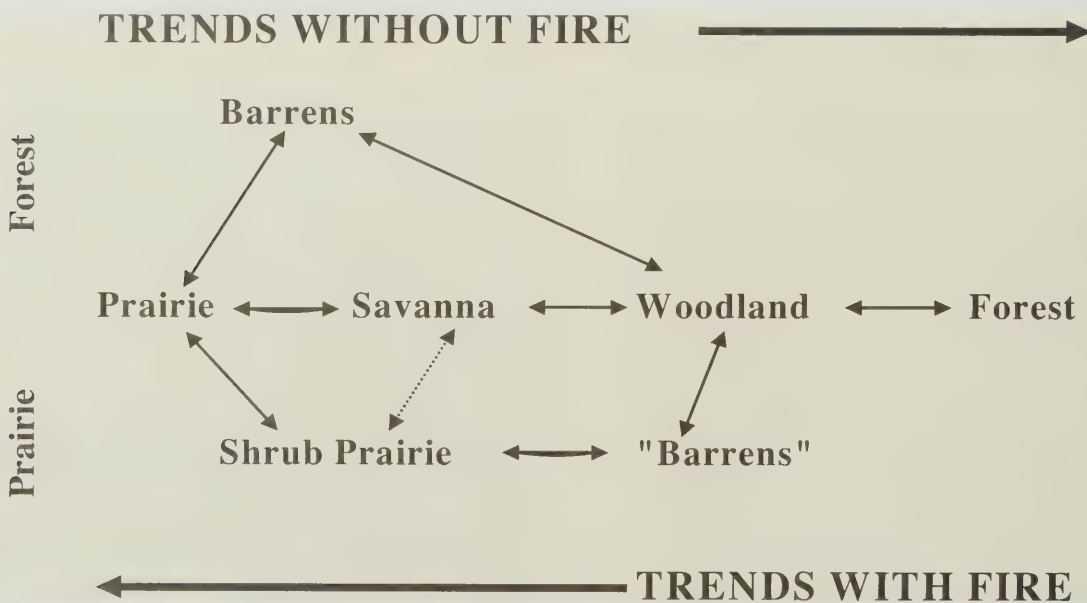 TRENDS WITHOUT FIRE
Forest
Barrens
Prairie Savanna Woodland Forest
Prairie
Shrub Prairie "Barrens"
TRENDS WITH FIRE